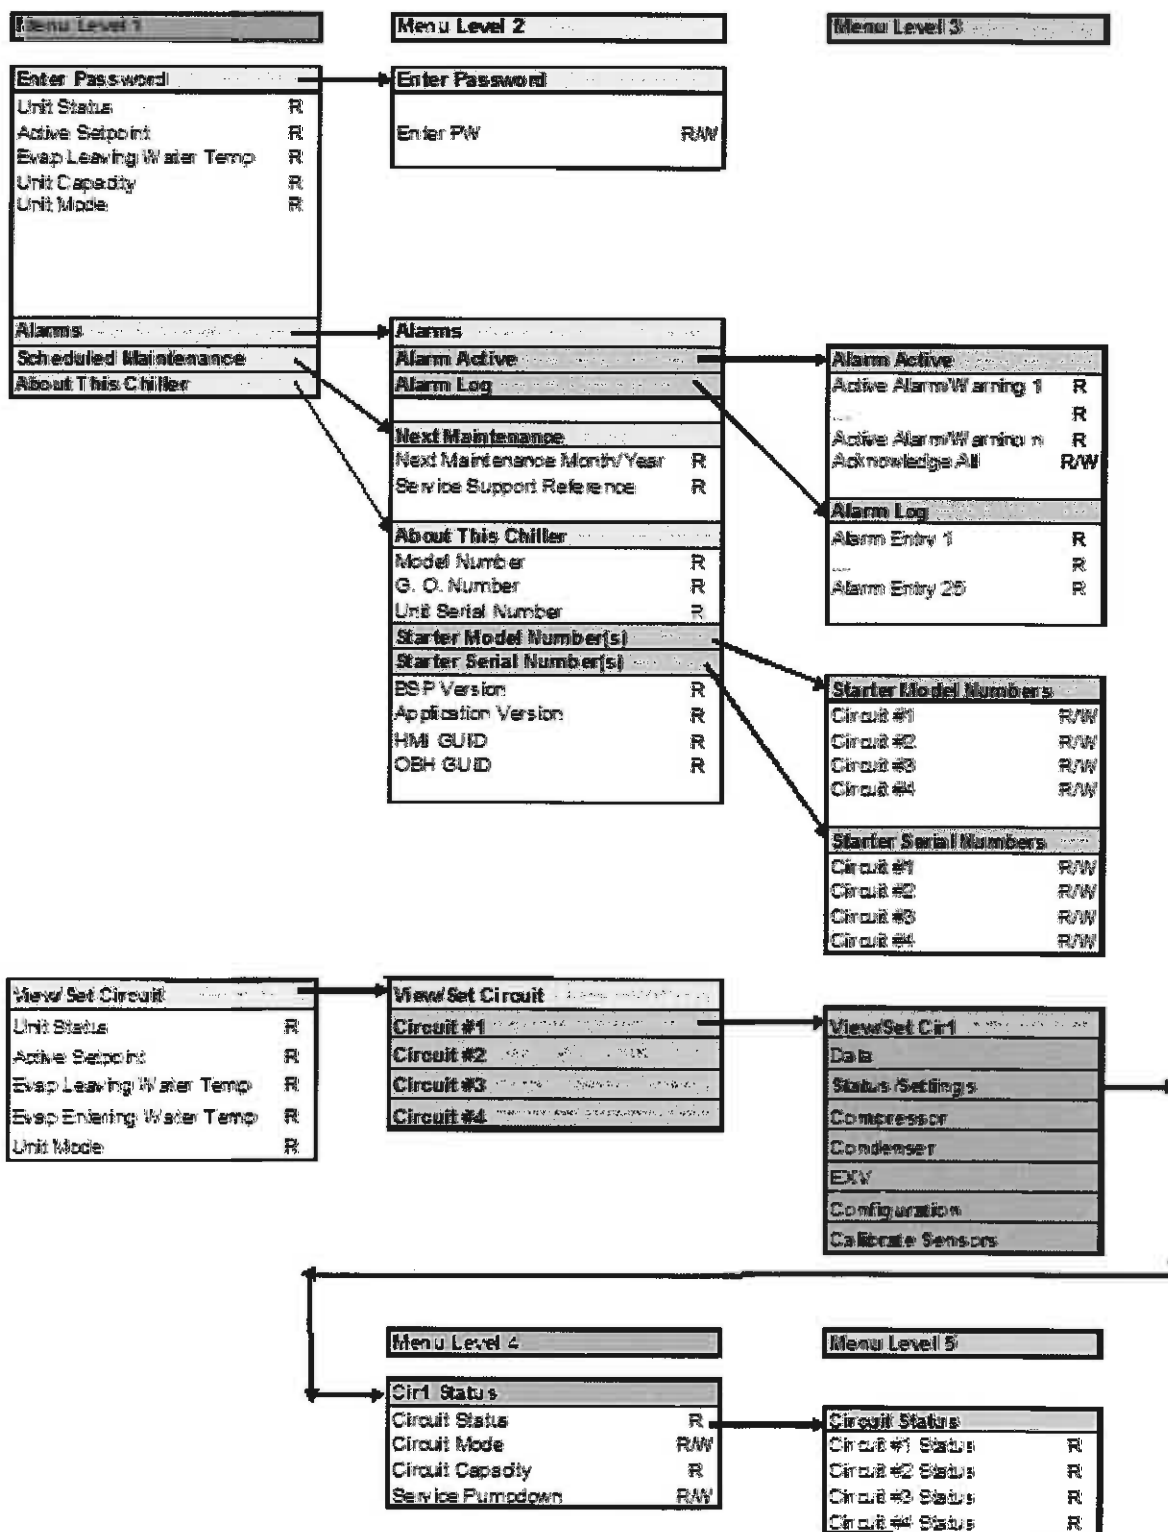 Menu Level 1
Menu Level 2
Menu Level 3
Enter Password
Unit Status R
Active Setpoint R
Evap Leaving Water Temp R
Unit Capacity R
Unit Mode R
Alarms
Scheduled Maintenance
About This Chiller
Enter Password
Enter PW R/W
Alarms
Alarm Active
Alarm Log
Next Maintenance
Next Maintenance Month/Year R
Service Support Reference R
About This Chiller
Model Number R
G. O. Number R
Unit Serial Number R
Starter Model Number(s)
Starter Serial Number(s)
BSP Version R
Application Version R
HMI GUID R
OBH GUID R
Alarm Active
Active Alarm/Warning 1 R
... R
Active Alarm/Warning n R
Acknowledge All R/W
Alarm Log
Alarm Entry 1 R
... R
Alarm Entry 25 R
Starter Model Numbers
Circuit #1 R/W
Circuit #2 R/W
Circuit #3 R/W
Circuit #4 R/W
Starter Serial Numbers
Circuit #1 R/W
Circuit #2 R/W
Circuit #3 R/W
Circuit #4 R/W
View/Set Circuit
Unit Status R
Active Setpoint R
Evap Leaving Water Temp R
Evap Entering Water Temp R
Unit Mode R
View/Set Circuit
Circuit #1
Circuit #2
Circuit #3
Circuit #4
View/Set Cir1
Data
Status/Settings
Compressor
Condenser
EXV
Configuration
Calibrate Sensors
Menu Level 4
Menu Level 5
Cir1 Status
Circuit Status R
Circuit Mode R/W
Circuit Capacity R
Service Pumpdown R/W
Circuit Status
Circuit #1 Status R
Circuit #2 Status R
Circuit #3 Status R
Circuit #4 Status R